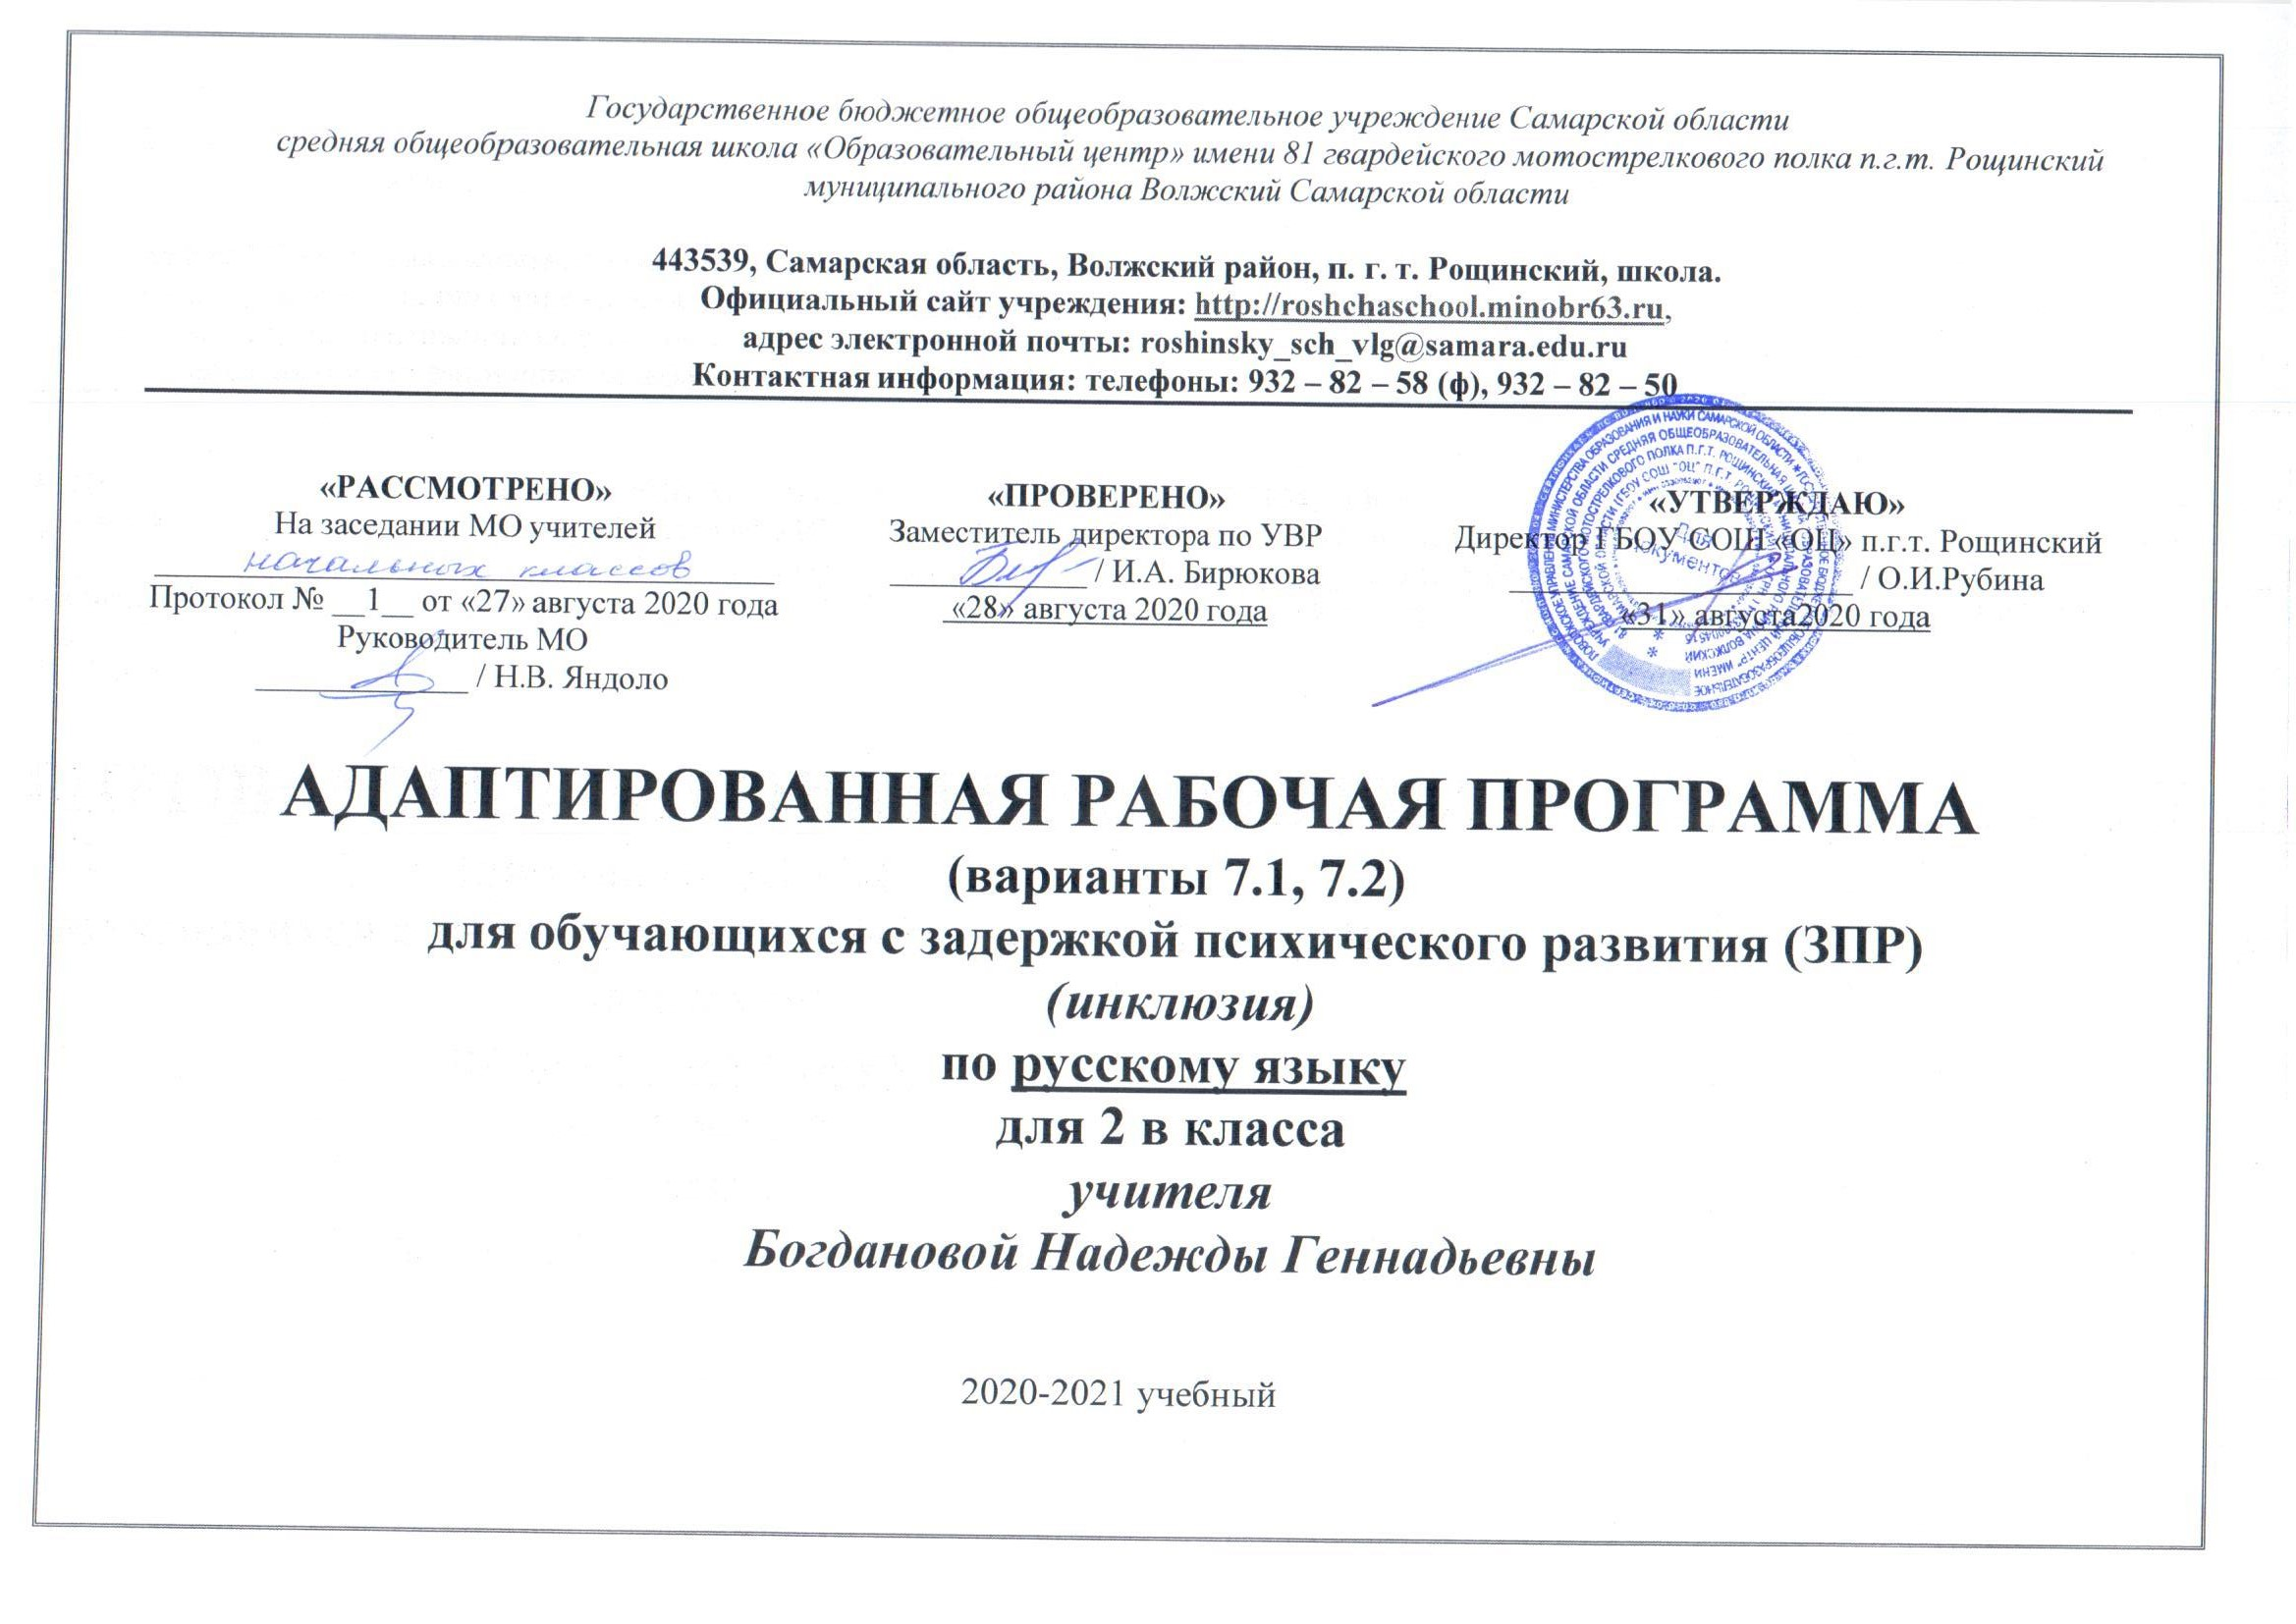 Государственное бюджетное общеобразовательное учреждение Самарской области
средняя общеобразовательная школа «Образовательный центр» имени 81 гвардейского мотострелкового полка п.г.т. Рощинский
муниципального района Волжский Самарской области
443539, Самарская область, Волжский район, п. г. т. Рощинский, школа.
Официальный сайт учреждения: http://roshchaschool.minobr63.ru,
адрес электронной почты: roshinsky_sch_vlg@samara.edu.ru
Контактная информация: телефоны: 932 – 82 – 58 (ф), 932 – 82 – 50
«РАССМОТРЕНО»
На заседании МО учителей
начальных классов
Протокол № __1__ от «27» августа 2020 года
Руководитель МО
/ Н.В. Яндоло
«ПРОВЕРЕНО»
Заместитель директора по УВР
/ И.А. Бирюкова
«28» августа 2020 года
«УТВЕРЖДАЮ»
Директор ГБОУ СОШ «ОЦ» п.г.т. Рощинский
/ О.И.Рубина
«31» августа2020 года
Для документов
АДАПТИРОВАННАЯ РАБОЧАЯ ПРОГРАММА
(варианты 7.1, 7.2)
для обучающихся с задержкой психического развития (ЗПР)
(инклюзия)
по русскому языку
для 2 в класса
учителя
Богдановой Надежды Геннадьевны
2020-2021 учебный